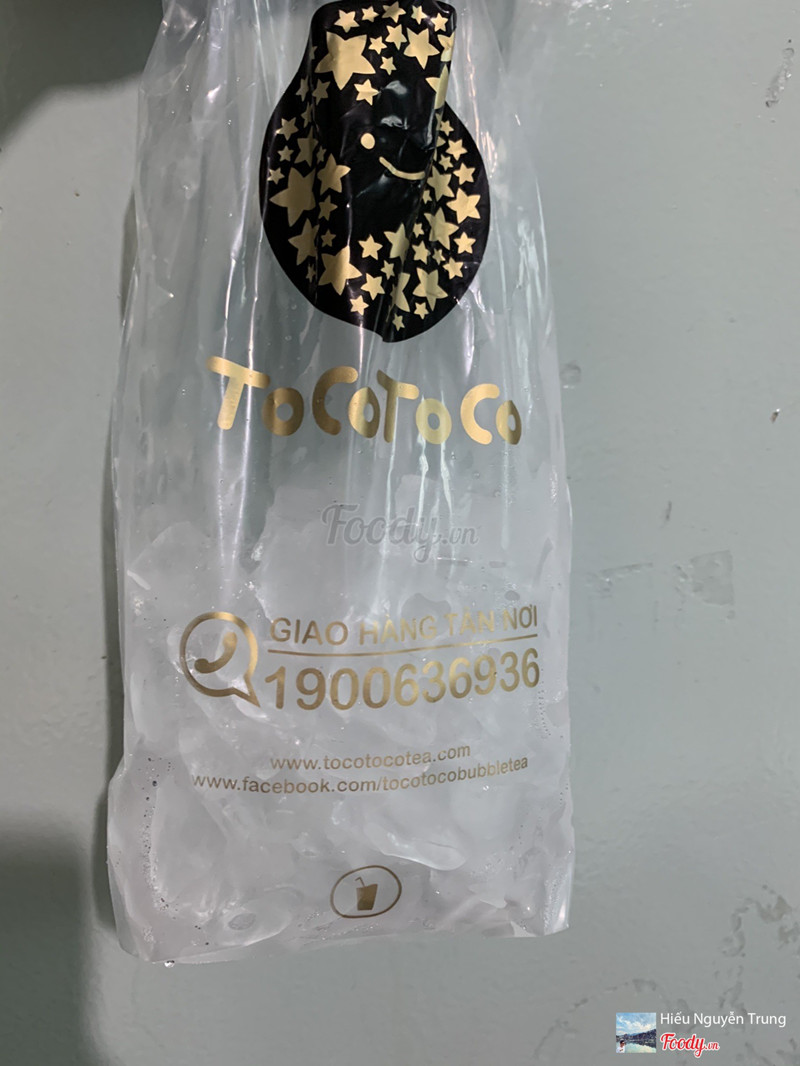 ToCoToCo
Foody.vn
GIAO HÀNG TẬN NƠI
1900636936
www.tocotocotea.com
www.facebook.com/tocotocobubbletea
Hiếu Nguyễn Trung
Foody.vn